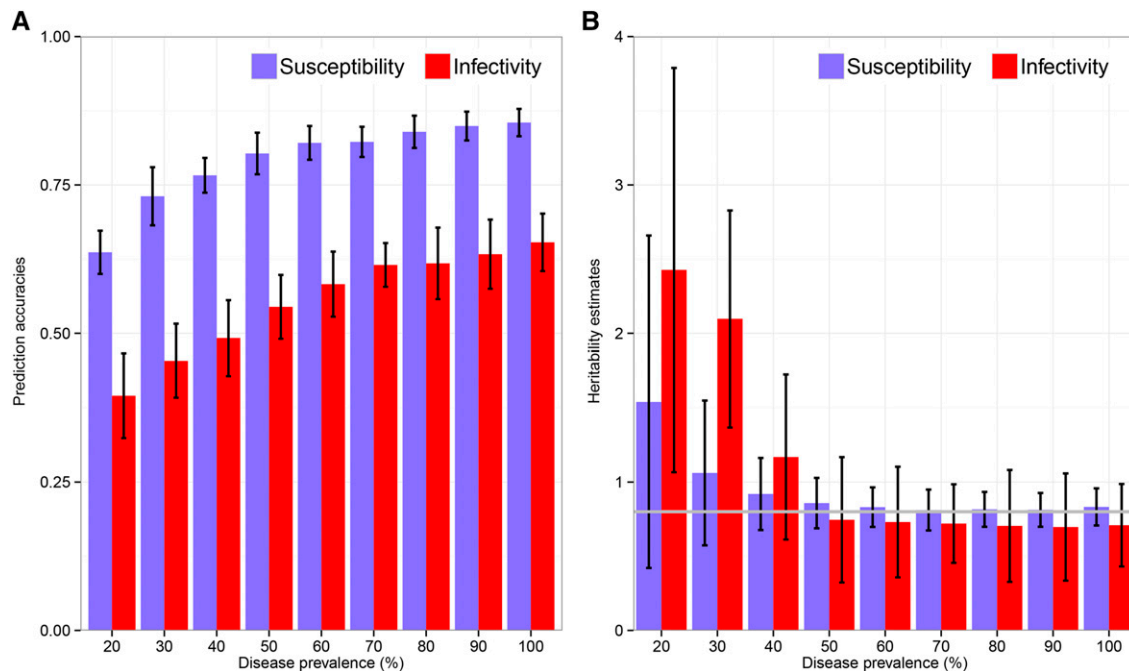 A
Prediction accuracies
1.00
0.75
0.50
0.25
0.00
Susceptibility Infectivity
20 30 40 50 60 70 80 90 100
Disease prevalence (%)
B
Heritability estimates
4
3
2
1
0
Susceptibility Infectivity
20 30 40 50 60 70 80 90 100
Disease prevalence (%)